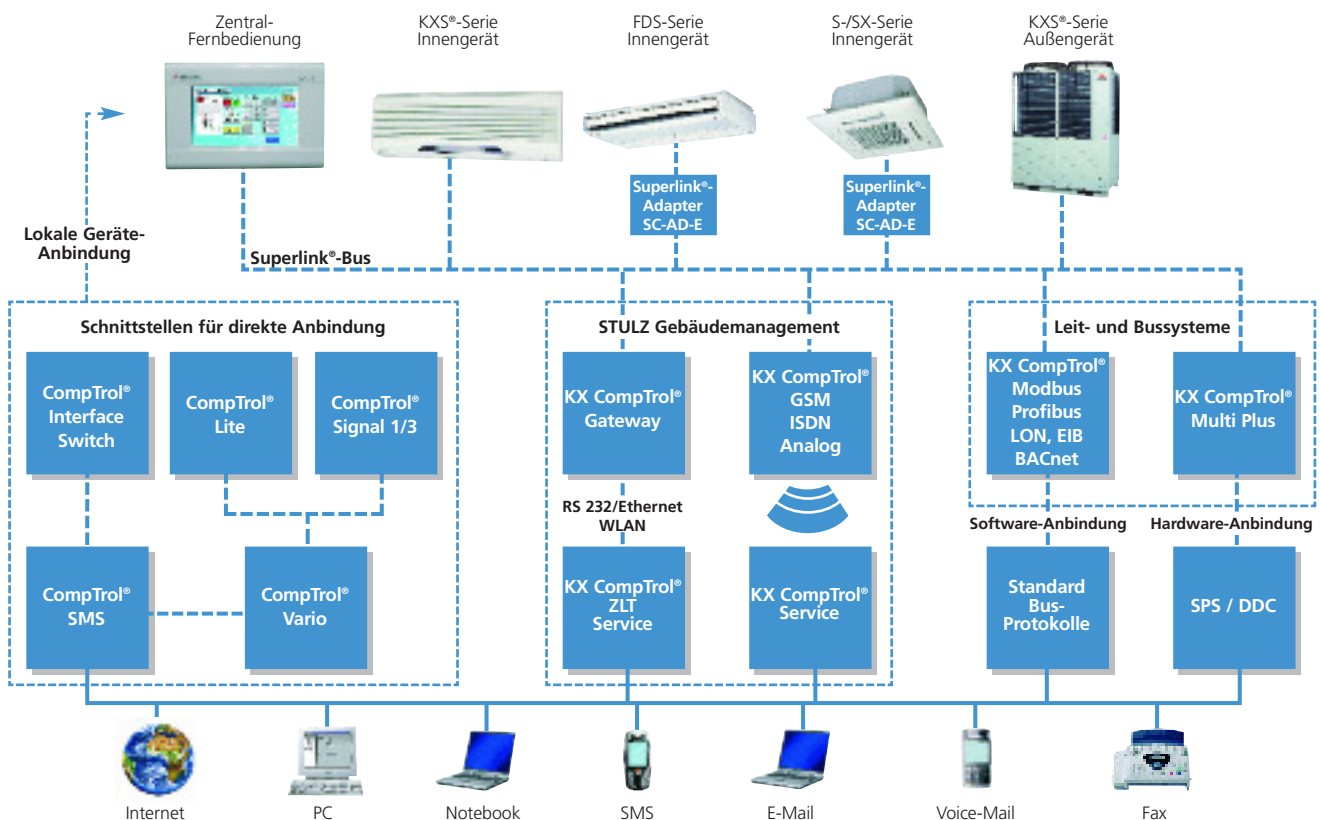 Zentral-
Fernbedienung
KXS®-Serie
Innengerät
FDS-Serie
Innengerät
S-/SX-Serie
Innengerät
KXS®-Serie
Außengerät
Superlink®-
Adapter
SC-AD-E
Superlink®-
Adapter
SC-AD-E
Lokale Geräte-
Anbindung
Superlink®-Bus
Schnittstellen für direkte Anbindung
CompTrol®
Interface
Switch
CompTrol®
Lite
CompTrol®
Signal 1/3
CompTrol®
SMS
CompTrol®
Vario
STULZ Gebäudemanagement
KX CompTrol®
Gateway
KX CompTrol®
GSM
ISDN
Analog
RS 232/Ethernet
WLAN
KX CompTrol®
ZLT
Service
KX CompTrol®
Service
Leit- und Bussysteme
KX CompTrol®
Modbus
Profibus
LON, EIB
BACnet
KX CompTrol®
Multi Plus
Software-Anbindung
Hardware-Anbindung
Standard
Bus-
Protokolle
SPS / DDC
Internet
PC
Notebook
SMS
E-Mail
Voice-Mail
Fax